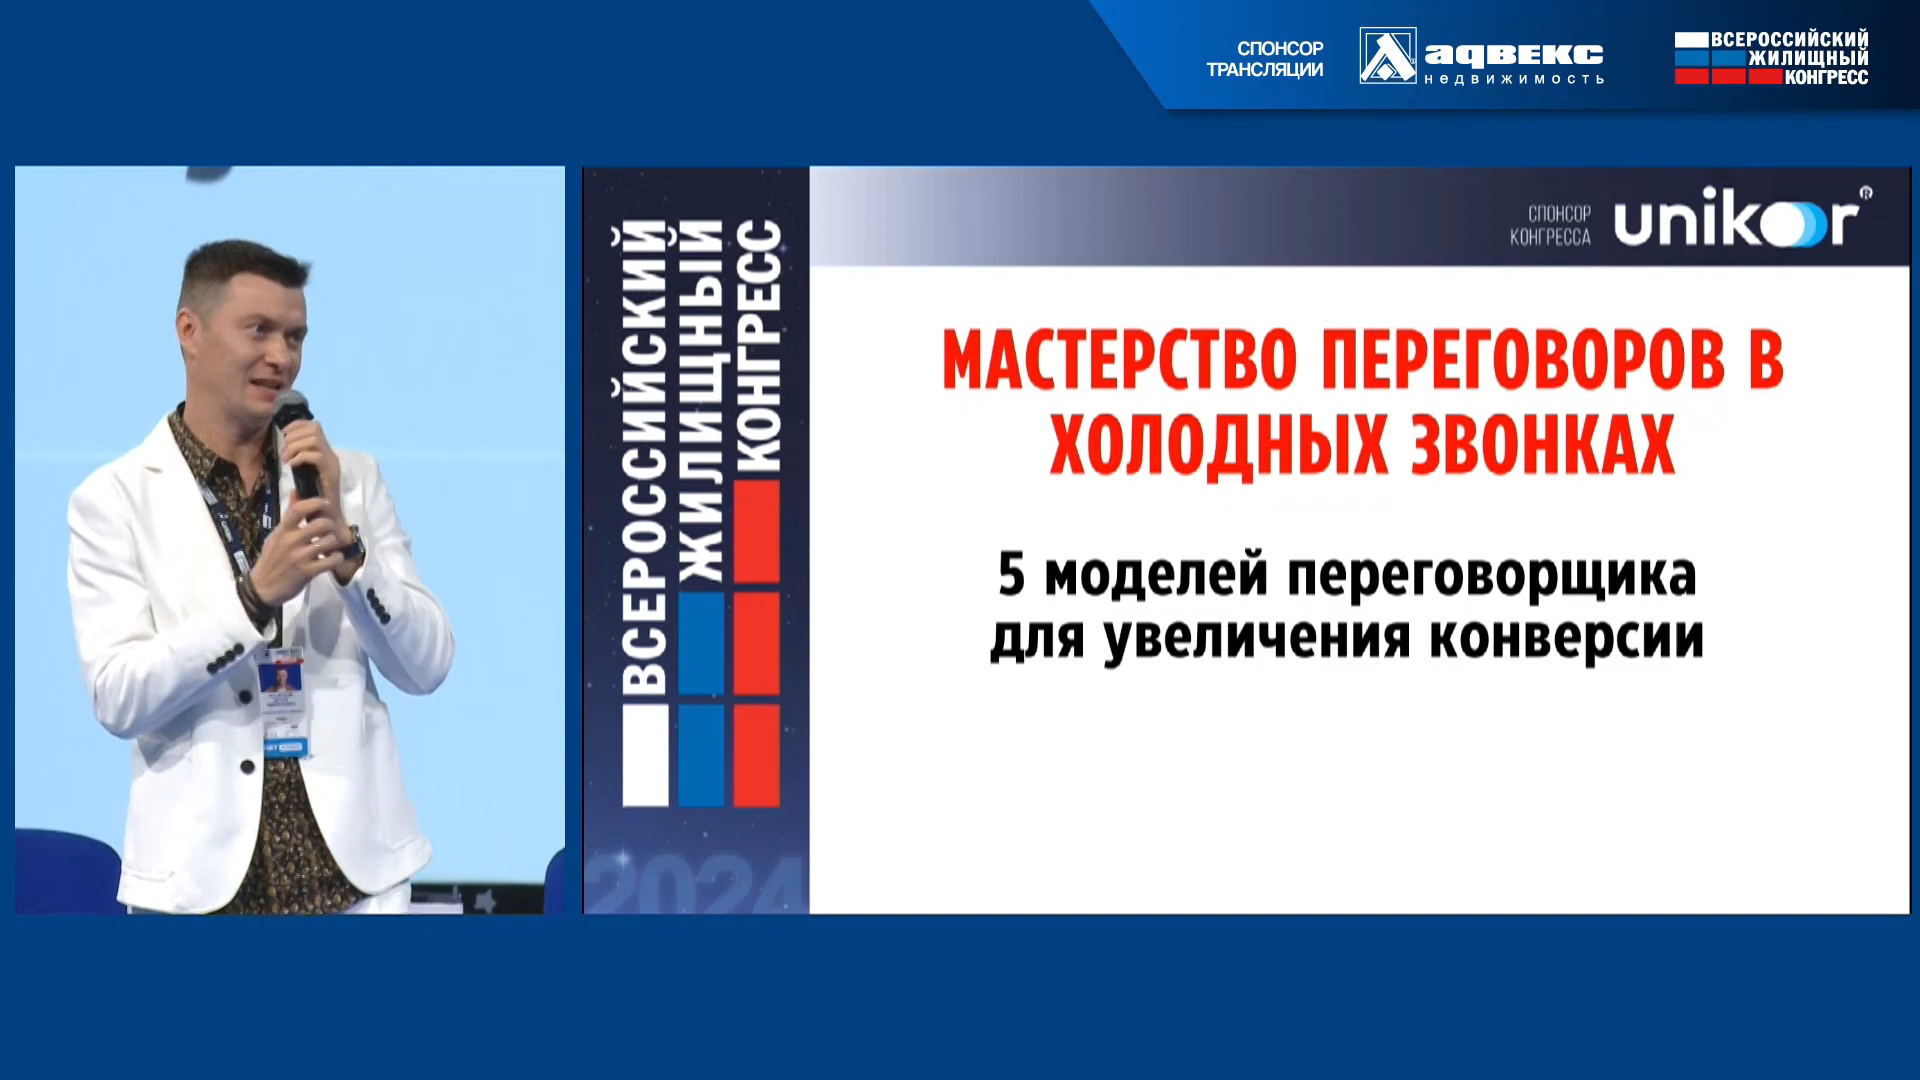 СПОНСОР
ТРАНСЛЯЦИИ
адвекс
недвижимость
ВСЕРОССИЙСКИЙ
ЖИЛИЩНЫЙ
КОНГРЕСС
ВСЕРОССИЙСКИЙ
ЖИЛИЩНЫЙ
КОНГРЕСС
2024
СПОНСОР
КОНГРЕССА
unikor®
МАСТЕРСТВО ПЕРЕГОВОРОВ В
ХОЛОДНЫХ ЗВОНКАХ
5 моделей переговорщика
для увеличения конверсии